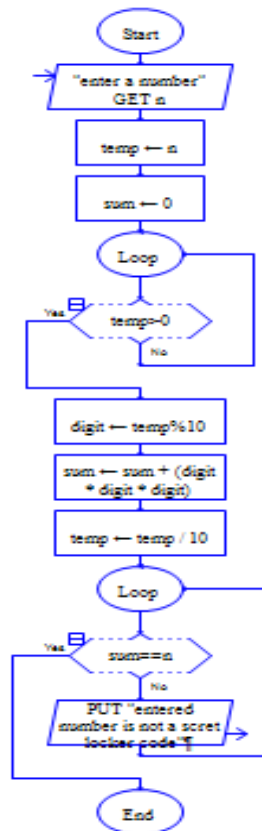 Start
"enter a number"
GET n
temp ← n
sum ← 0
Loop
Yes
temp>0
No
digit ← temp%10
sum ← sum + (digit
* digit * digit)
temp ← temp / 10
Loop
Yes
sum==n
No
PUT "entered
number is not a scret
locker code"¶
End